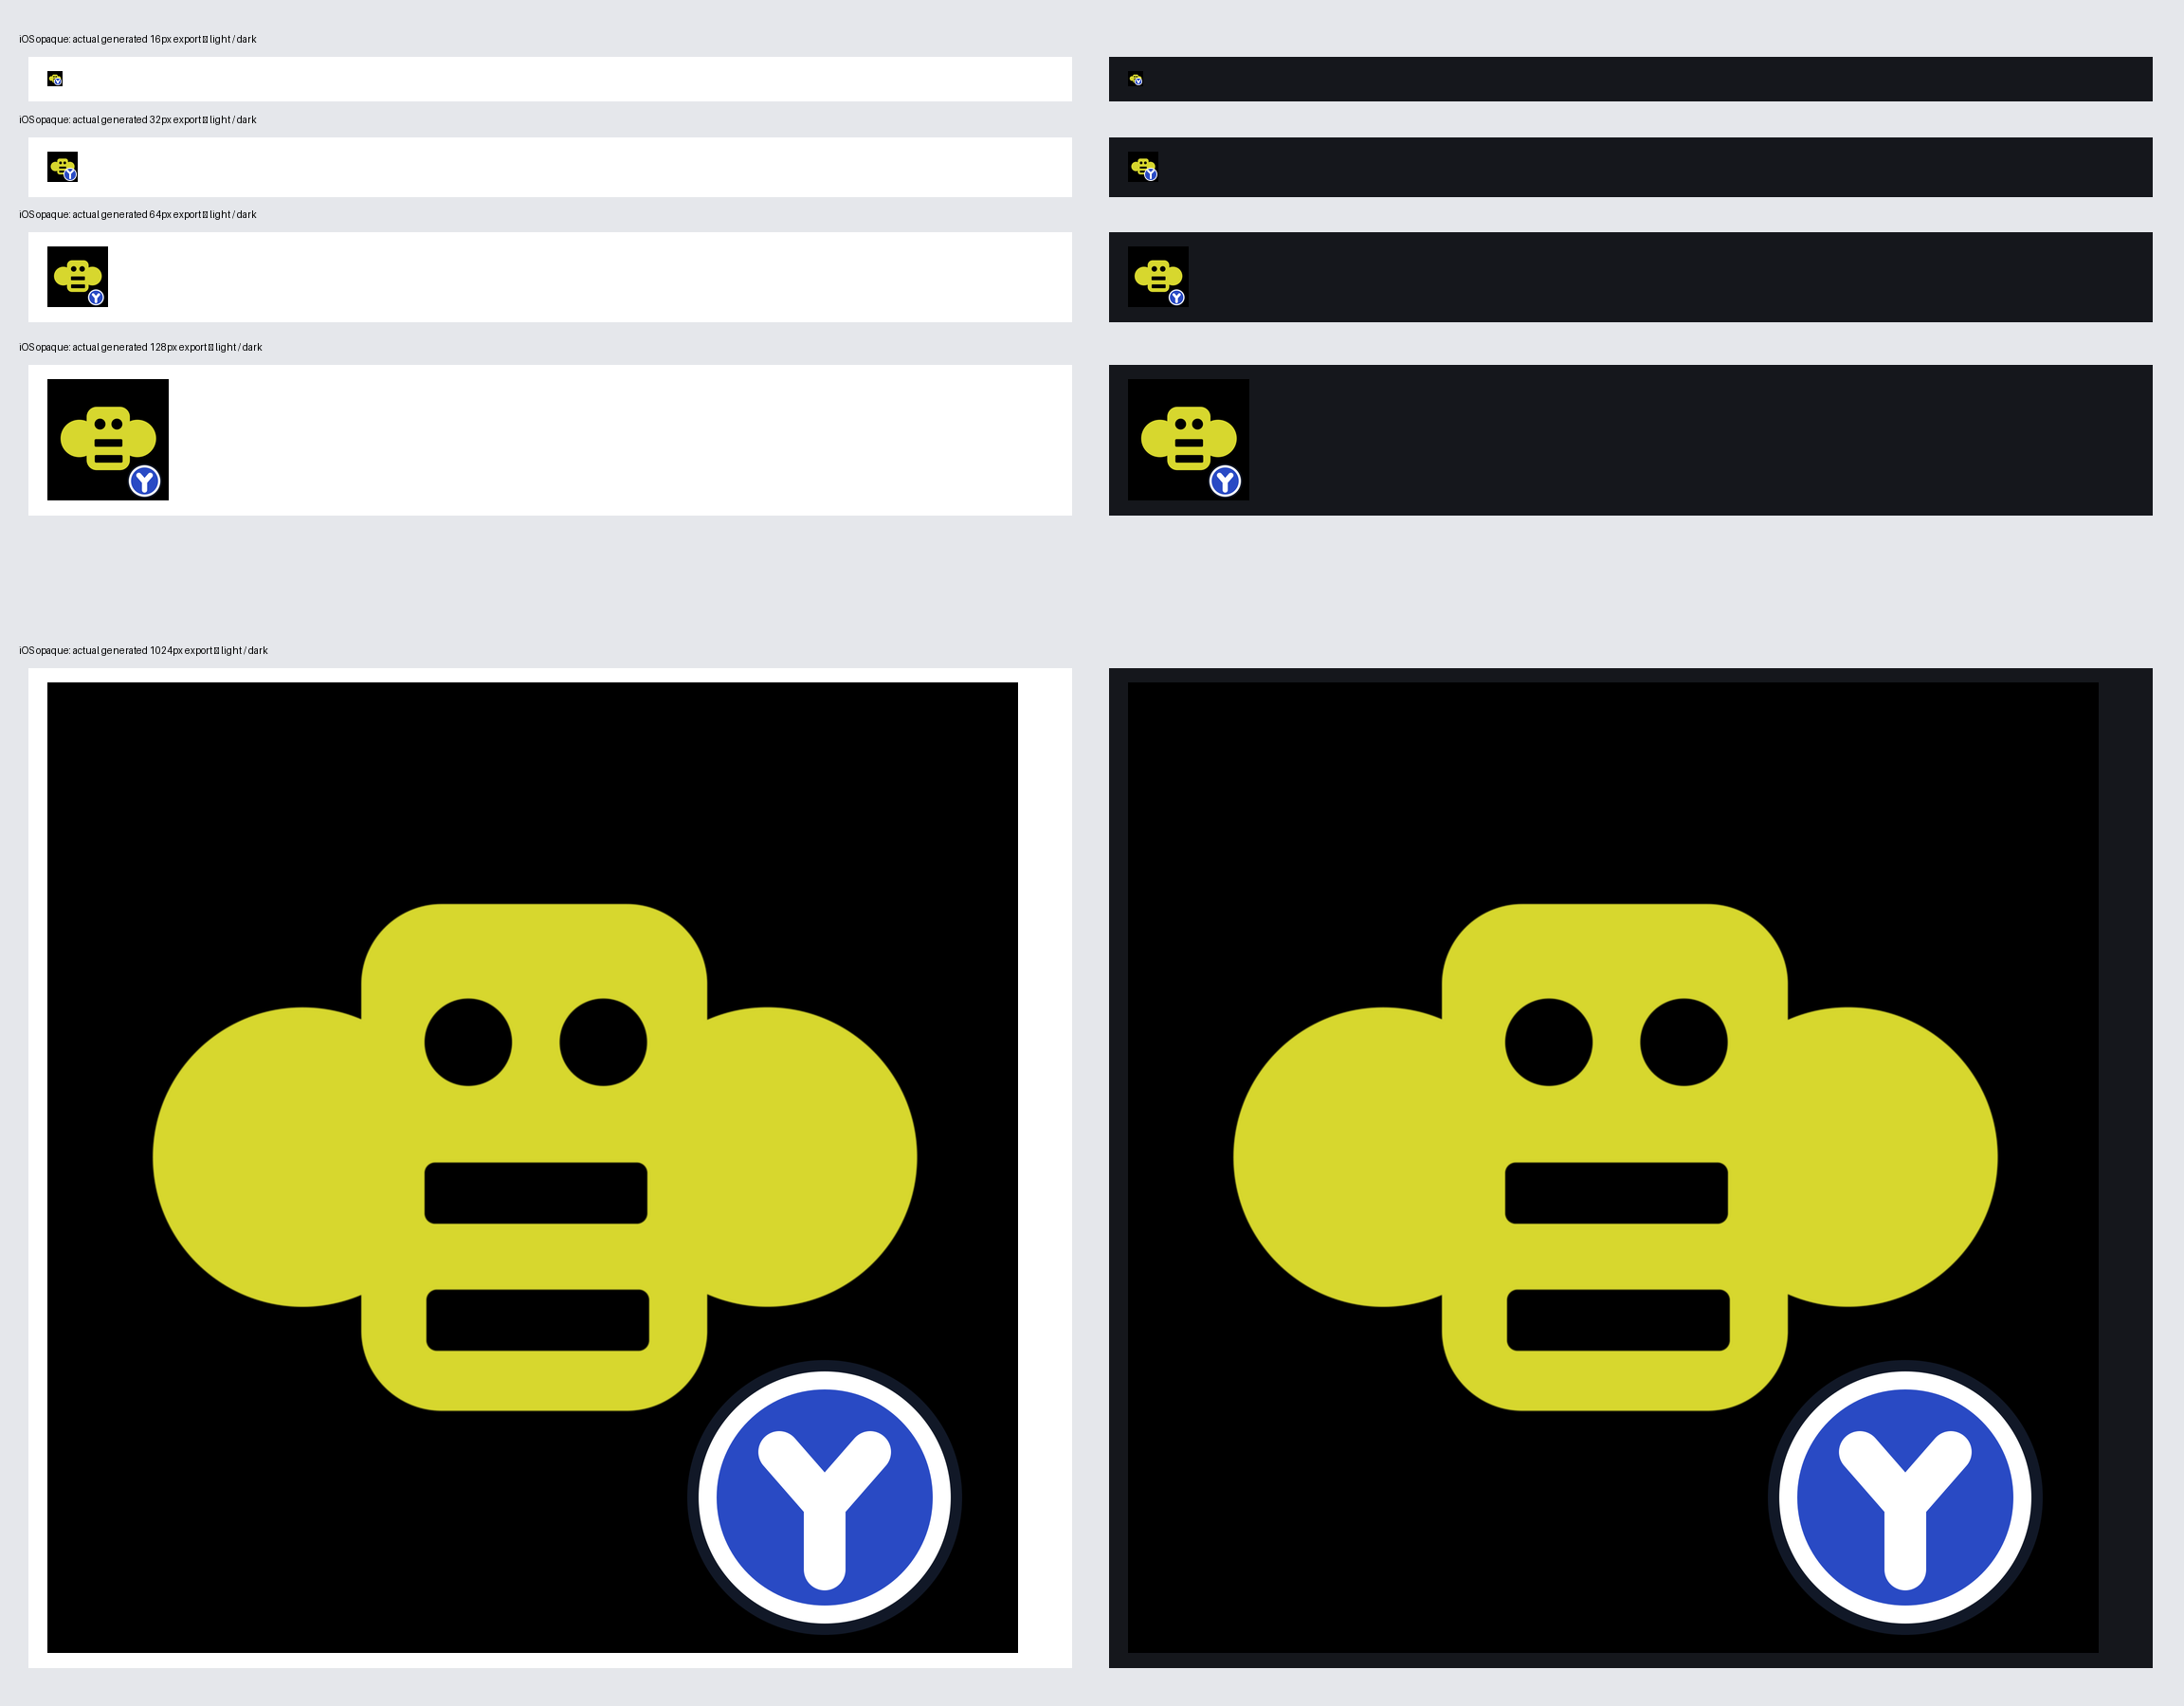 iOS opaque: actual generated 16px export □ light / dark
Y
Y
iOS opaque: actual generated 32px export □ light / dark
Y
Y
iOS opaque: actual generated 64px export □ light / dark
Y
Y
iOS opaque: actual generated 128px export □ light / dark
Y
Y
iOS opaque: actual generated 1024px export □ light / dark
Y
Y